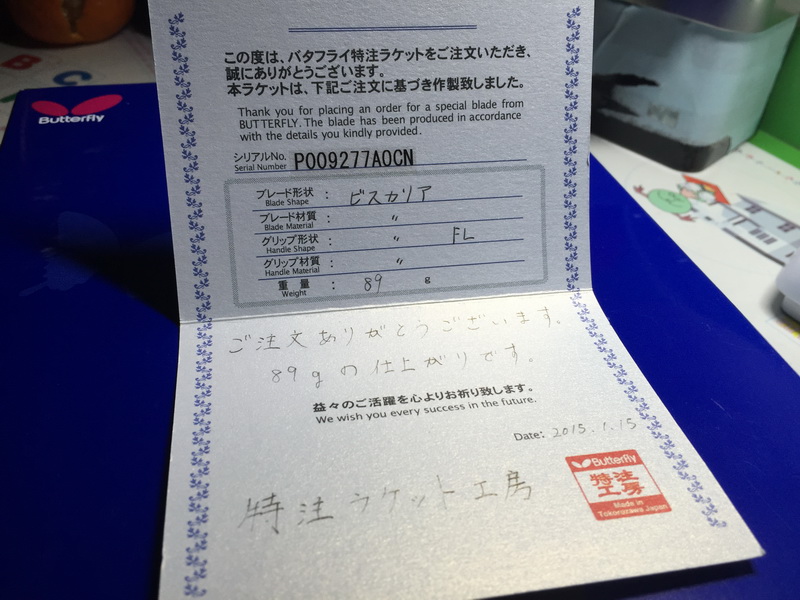 この度は、バタフライ特注ラケットをご注文いただき、
誠にありがとうございます。
本ラケットは、下記ご注文に基づき作製致しました。
Thank you for placing an order for a special blade from
BUTTERFLY. The blade has been produced in accordance
with the details you kindly provided.
シリアルNo. P009277A0CN
Serial Number
ブレード形状 : ビスカリア
Blade Shape
ブレード材質 : 〃
Blade Material
グリップ形状 : 〃 FL
Handle Shape
グリップ材質 : 〃
Handle Material
重量 : 89 g
Weight
ご注文ありがとうございます。
89gの仕上がりです。
益々のご活躍を心よりお祈り致します。
We wish you every success in the future.
Date: 2015.1.15
特注ラケット工房
Butterfly
特注
工房
Made in
Tokorozawa Japan
Butterfly